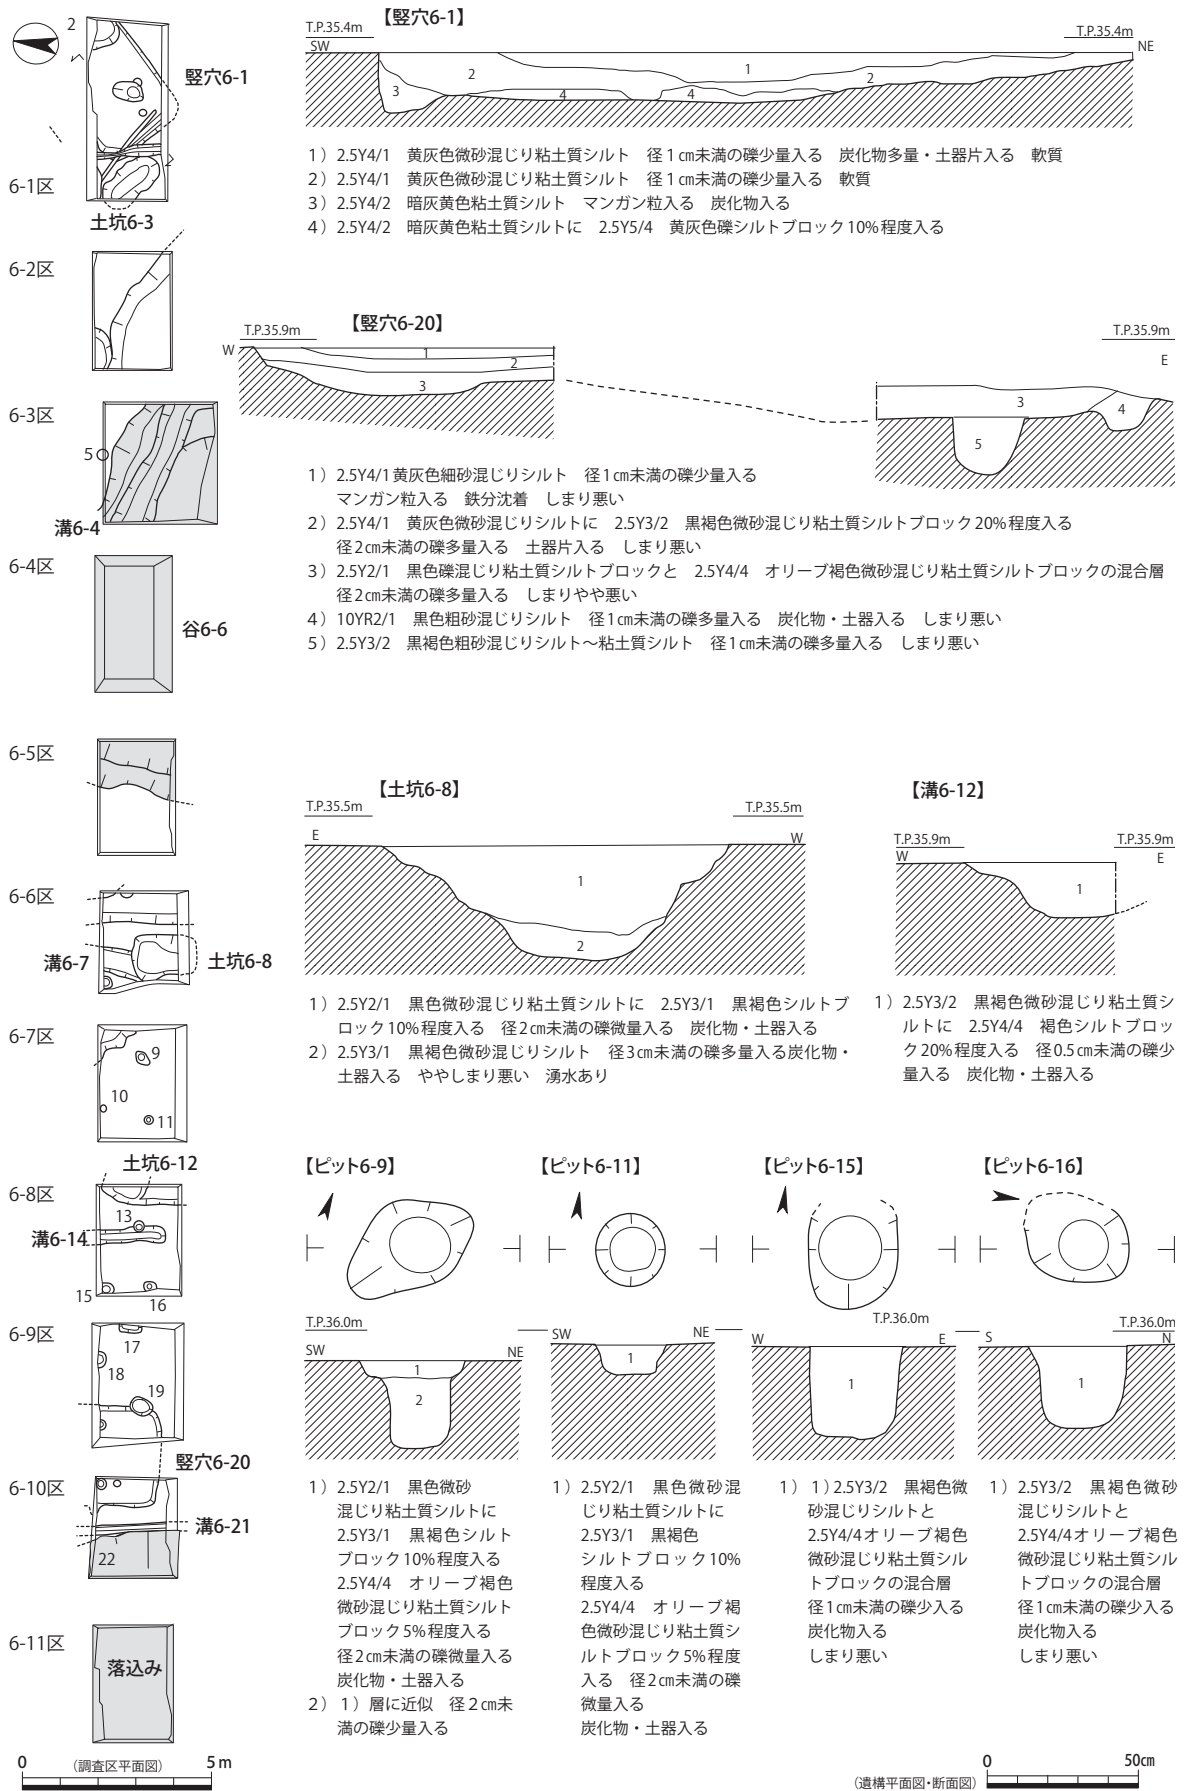 2
竪穴6-1
6-1区
土坑6-3
6-2区
6-3区
5
溝6-4
6-4区
谷6-6
6-5区
6-6区
溝6-7
土坑6-8
6-7区
9
10
11
土坑6-12
6-8区
13
溝6-14
15
16
6-9区
17
18
19
竪穴6-20
6-10区
溝6-21
22
6-11区
落込み
0 （調査区平面図） 5 m
【竪穴6-1】
T.P.35.4m
T.P.35.4m
SW
NE
1
2
2
3
4
4
1）2.5Y4/1　黄灰色微砂混じり粘土質シルト　径１㎝未満の礫少量入る　炭化物多量・土器片入る　軟質
2）2.5Y4/1　黄灰色微砂混じり粘土質シルト　径１㎝未満の礫少量入る　軟質
3）2.5Y4/2　暗灰黄色粘土質シルト　マンガン粒入る　炭化物入る
4）2.5Y4/2　暗灰黄色粘土質シルトに　2.5Y5/4　黄灰色礫シルトブロック10%程度入る
【竪穴6-20】
T.P.35.9m
T.P.35.9m
W
E
1
2
3
3
4
5
1）2.5Y4/1黄灰色細砂混じりシルト　径1㎝未満の礫少量入る
マンガン粒入る　鉄分沈着　しまり悪い
2）2.5Y4/1　黄灰色微砂混じりシルトに　2.5Y3/2　黒褐色微砂混じり粘土質シルトブロック20%程度入る
径2㎝未満の礫多量入る　土器片入る　しまり悪い
3）2.5Y2/1　黒色礫混じり粘土質シルトブロックと　2.5Y4/4　オリーブ褐色微砂混じり粘土質シルトブロックの混合層
径2㎝未満の礫多量入る　しまりやや悪い
4）10YR2/1　黒色粗砂混じりシルト　径1㎝未満の礫多量入る　炭化物・土器入る　しまり悪い
5）2.5Y3/2　黒褐色粗砂混じりシルト～粘土質シルト　径1㎝未満の礫多量入る　しまり悪い
【土坑6-8】
T.P.35.5m
T.P.35.5m
E
W
1
2
1）2.5Y2/1　黒色微砂混じり粘土質シルトに　2.5Y3/1　黒褐色シルトブ
ロック10%程度入る　径2㎝未満の礫微量入る　炭化物・土器入る
2）2.5Y3/1　黒褐色微砂混じりシルト　径3㎝未満の礫多量入る炭化物・
土器入る　ややしまり悪い　湧水あり
【溝6-12】
T.P.35.9m
T.P.35.9m
W
E
1
1）2.5Y3/2　黒褐色微砂混じり粘土質シ
ルトに　2.5Y4/4　褐色シルトブロッ
ク20%程度入る　径0.5㎝未満の礫少
量入る　炭化物・土器入る
【ピット6-9】
T.P.36.0m
SW
NE
1
2
1）2.5Y2/1　黒色微砂
混じり粘土質シルトに
2.5Y3/1　黒褐色シルト
ブロック10%程度入る
2.5Y4/4　オリーブ褐色
微砂混じり粘土質シルト
ブロック5%程度入る
径2㎝未満の礫微量入る
炭化物・土器入る
2）1）層に近似　径２㎝未
満の礫少量入る
【ピット6-11】
SW
NE
1
1）2.5Y2/1　黒色微砂混
じり粘土質シルトに
2.5Y3/1　黒褐色
シルトブロック10%
程度入る
2.5Y4/4　オリーブ褐
色微砂混じり粘土質シ
ルトブロック5%程度
入る　径2㎝未満の礫
微量入る
炭化物・土器入る
【ピット6-15】
T.P.36.0m
W
E
1
1）1）2.5Y3/2　黒褐色微
砂混じりシルトと
2.5Y4/4オリーブ褐色
微砂混じり粘土質シル
トブロックの混合層
径1㎝未満の礫少入る
炭化物入る
しまり悪い
【ピット6-16】
T.P.36.0m
S
N
1
1）2.5Y3/2　黒褐色微砂
混じりシルトと
2.5Y4/4オリーブ褐色
微砂混じり粘土質シル
トブロックの混合層
径1㎝未満の礫少入る
炭化物入る
しまり悪い
0 50㎝
（遺構平面図・断面図）